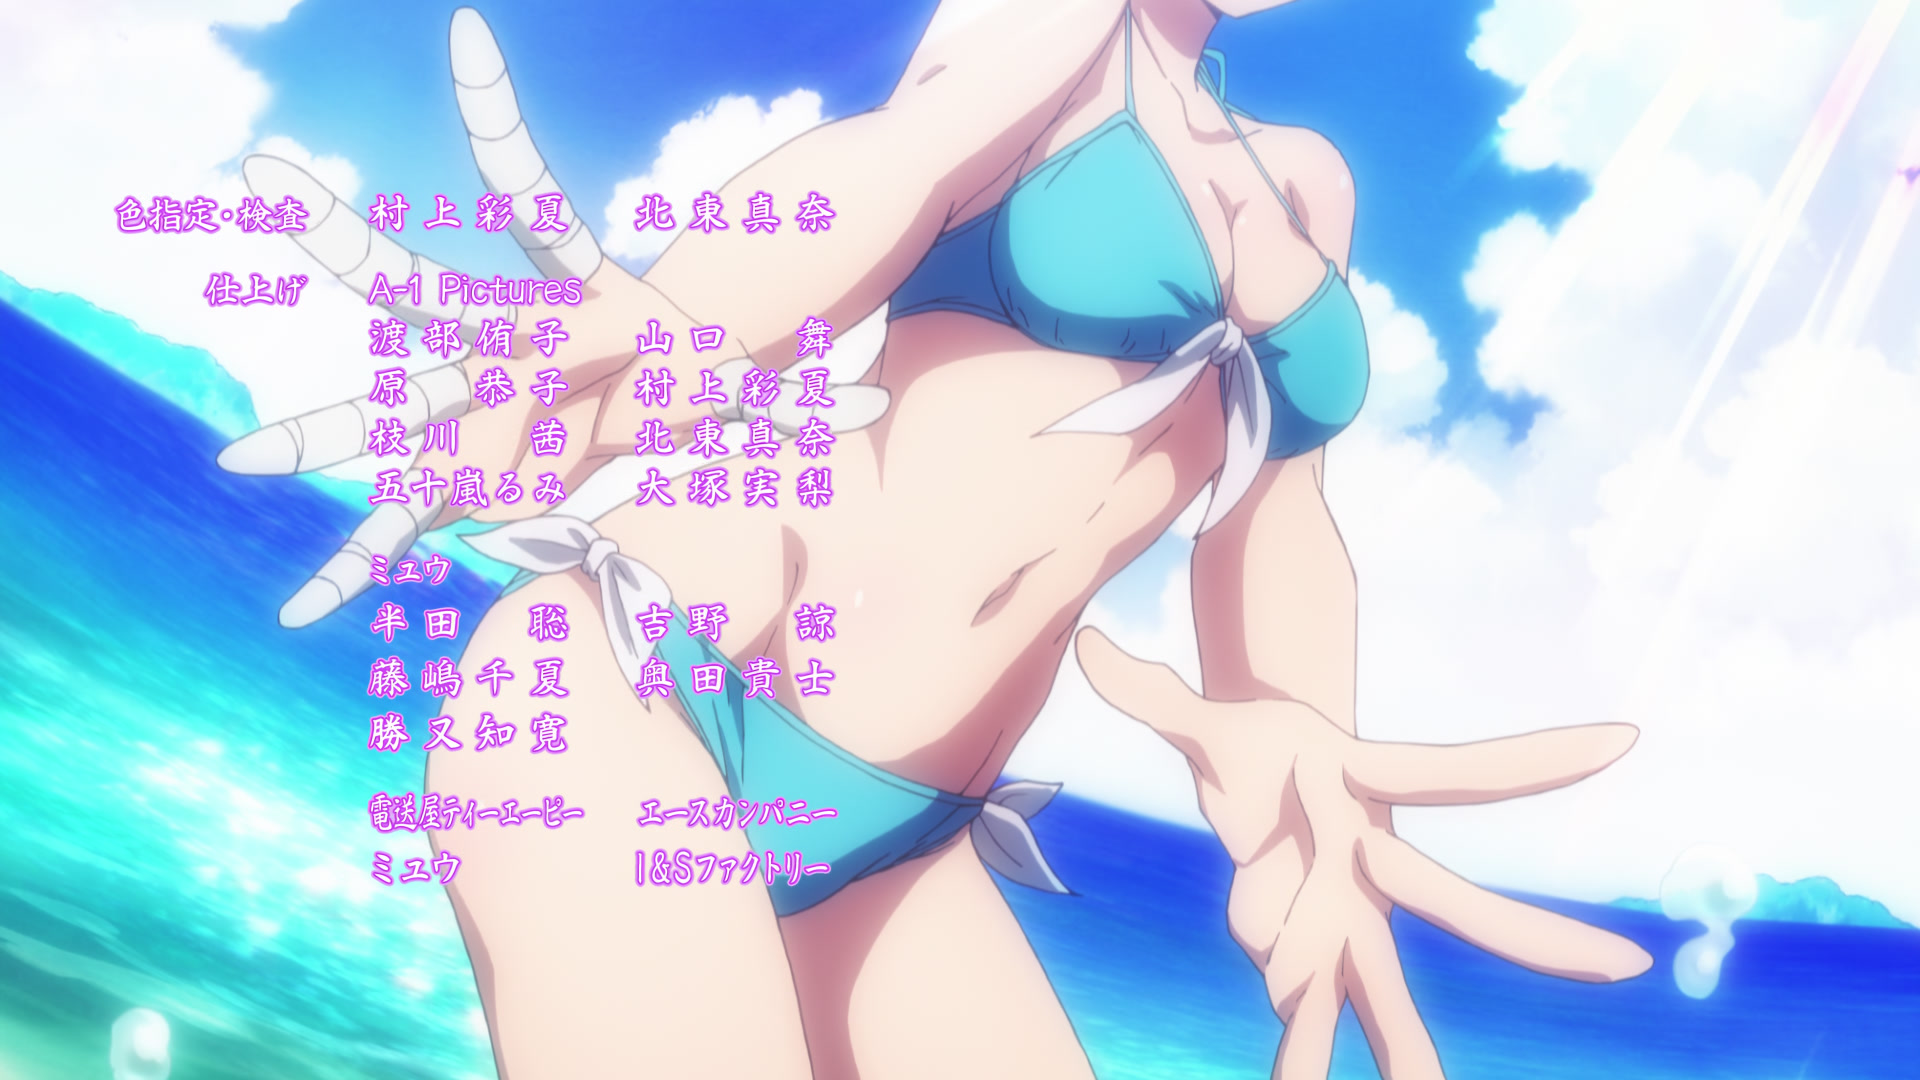 色指定・検査 村上彩夏 北東真奈
仕上げ A-1 Pictures
渡部侑子 山口 舞
原 恭子 村上彩夏
枝川 茜 北東真奈
五十嵐るみ 大塚実梨
ミュウ
半田 聡 吉野 諒
藤嶋千夏 奥田貴士
勝又知寛
電送屋ティーエーピー エースカンパニー
ミュウ I&Sファクトリー